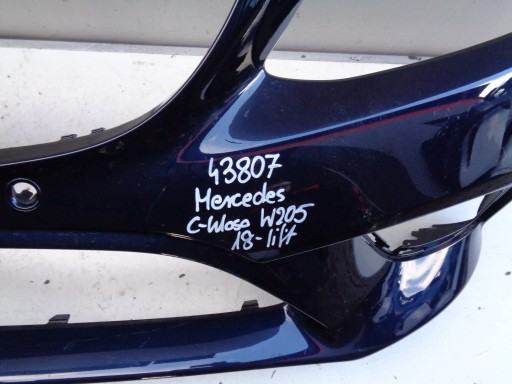 43807
Mercedes
C-klasa W205
18-lift